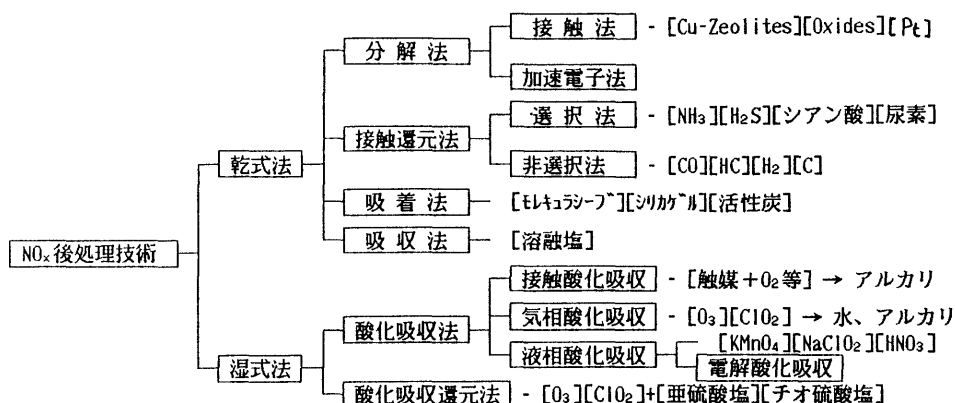 接触法 - [Cu-Zeolites][Oxides][Pt]
分解法
加速電子法
選択法 - [NH₃][H₂S][シアン酸][尿素]
接触還元法
乾式法
非選択法 - [CO][HC][H₂][C]
吸着法 [モレキュラシーブ][シリカゲル][活性炭]
吸収法 [溶融塩]
NOₓ後処理技術
接触酸化吸収 - [触媒+O₂等] → アルカリ
酸化吸収法
気相酸化吸収 - [O₃][ClO₂] → 水、アルカリ
湿式法
液相酸化吸収 [KMnO₄][NaClO₂][HNO₃]
電解酸化吸収
酸化吸収還元法 - [O₃][ClO₂]+[亜硫酸塩][チオ硫酸塩]